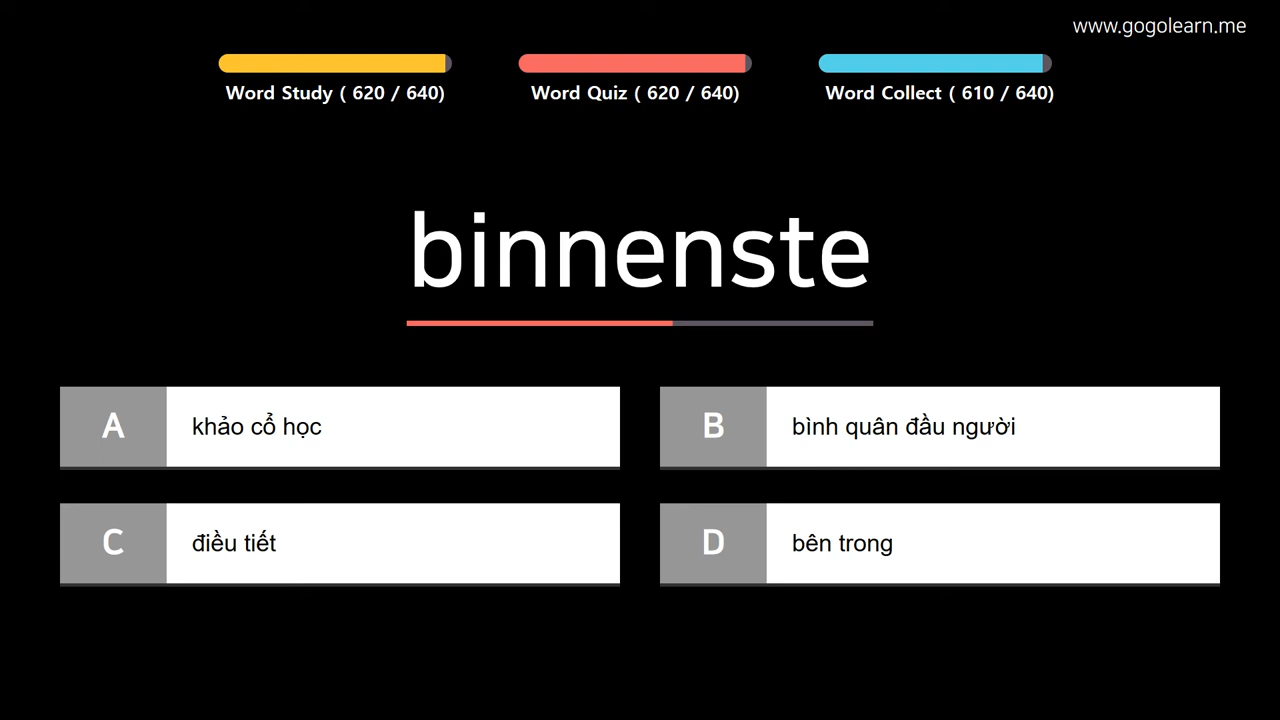 www.gogolearn.me
Word Study ( 620 / 640)
Word Quiz ( 620 / 640)
Word Collect ( 610 / 640)
binnenste
A
khảo cổ học
B
bình quân đầu người
C
điều tiết
D
bên trong